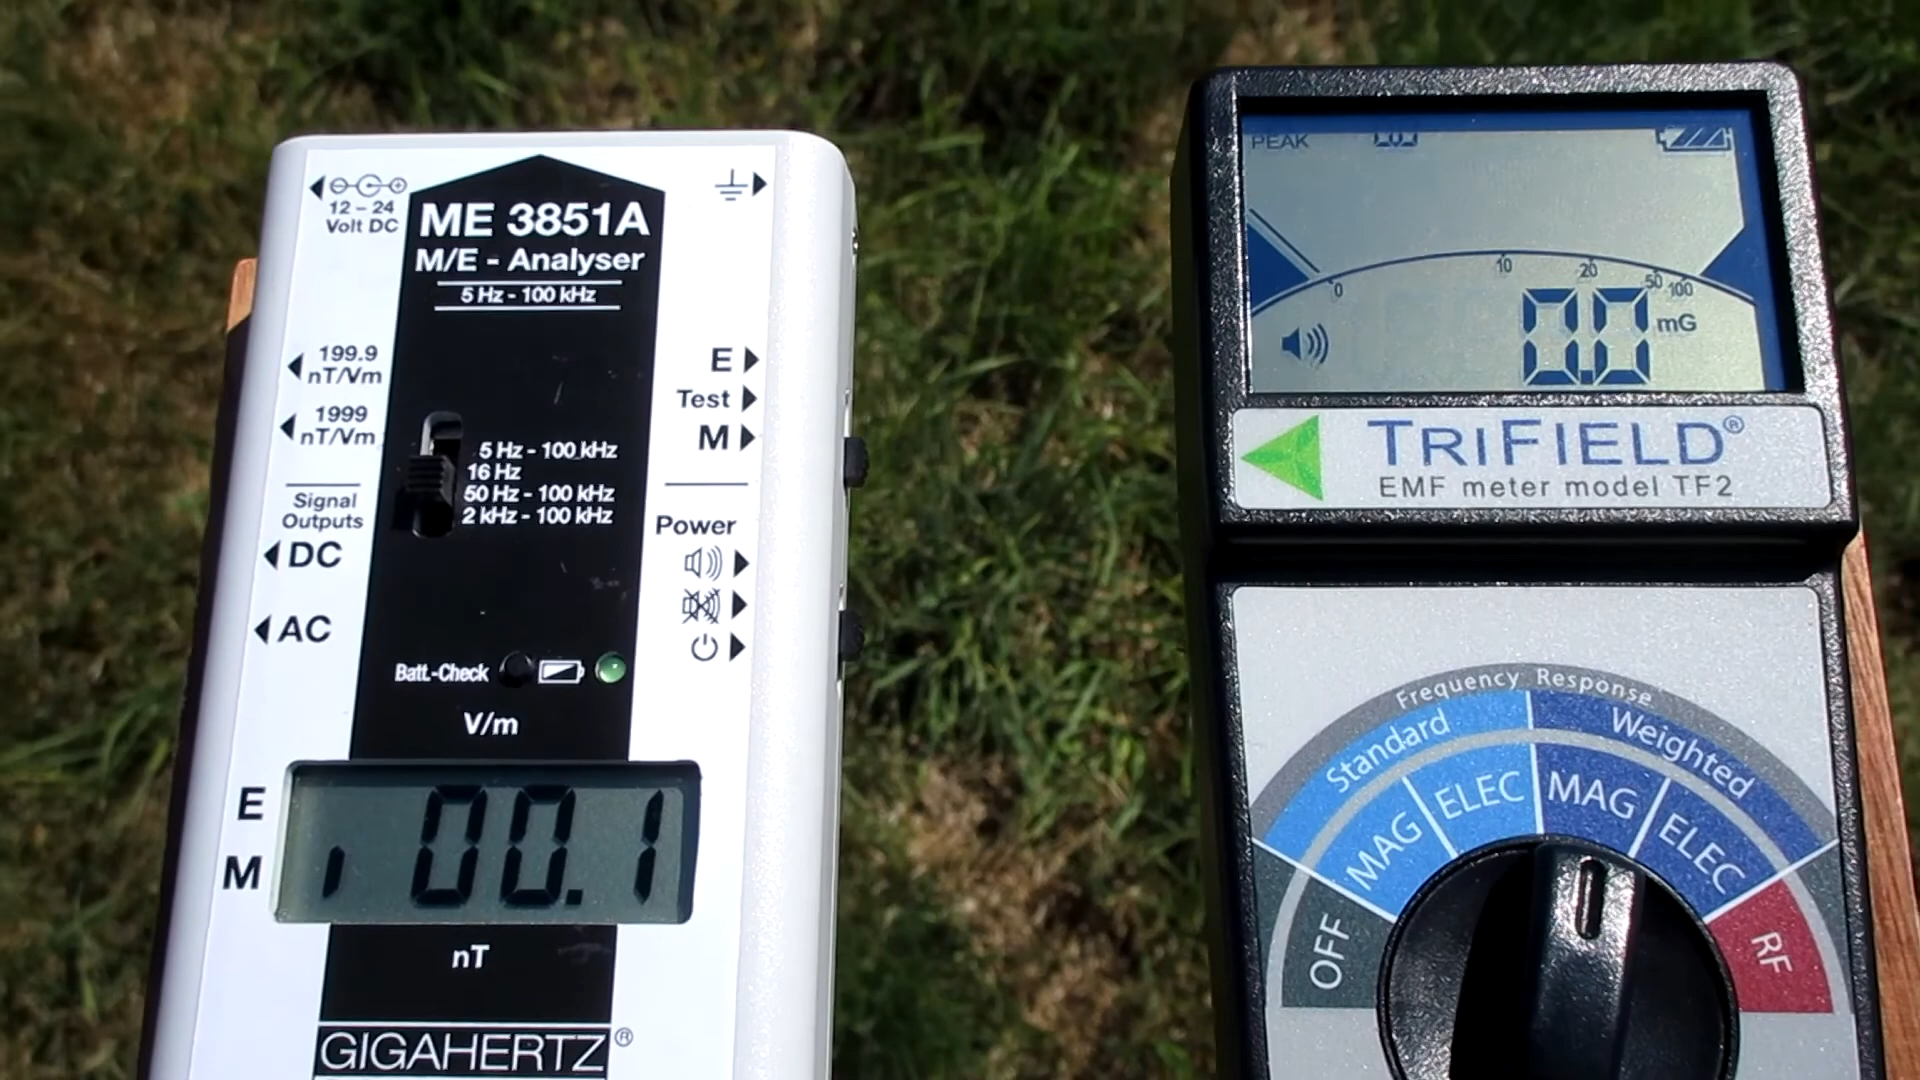 12 – 24
Volt DC
ME 3851A
M/E - Analyser
5 Hz - 100 kHz
199.9
nT/Vm
1999
nT/Vm
E
Test
M
5 Hz - 100 kHz
16 Hz
50 Hz - 100 kHz
2 kHz - 100 kHz
Signal
Outputs
DC
AC
Power
Batt.-Check
V/m
E
M
00.1
nT
GIGAHERTZ®
PEAK
0 10 20 50 100
0.0 mG
TRIFIELD®
EMF meter model TF2
Frequency Response
Standard
Weighted
OFF
MAG
ELEC
MAG
ELEC
RF